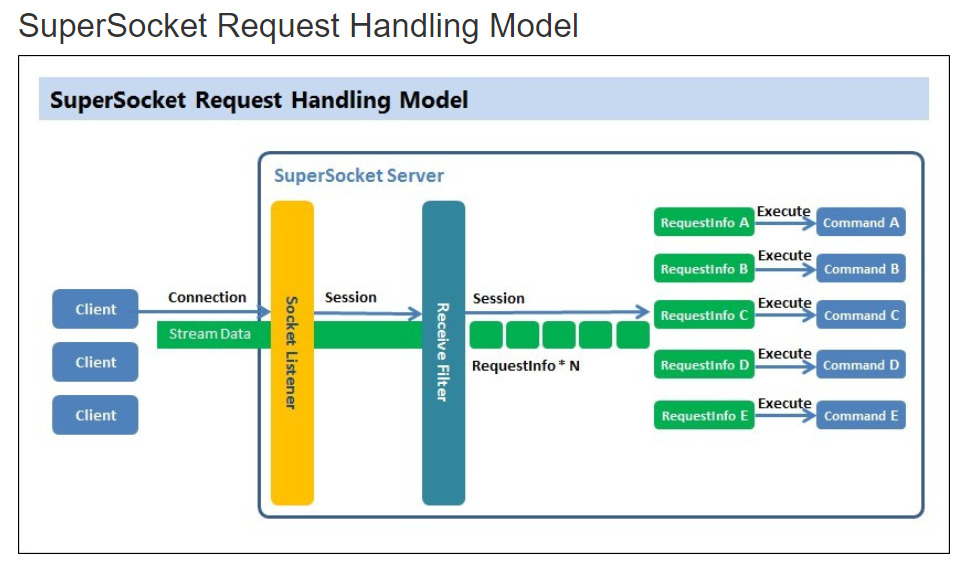 SuperSocket Request Handling Model
SuperSocket Request Handling Model
SuperSocket Server
Client
Client
Client
Connection
Stream Data
Socket Listener
Session
Receive Filter
Session
RequestInfo * N
RequestInfo A
Execute
Command A
RequestInfo B
Execute
Command B
RequestInfo C
Execute
Command C
RequestInfo D
Execute
Command D
RequestInfo E
Execute
Command E